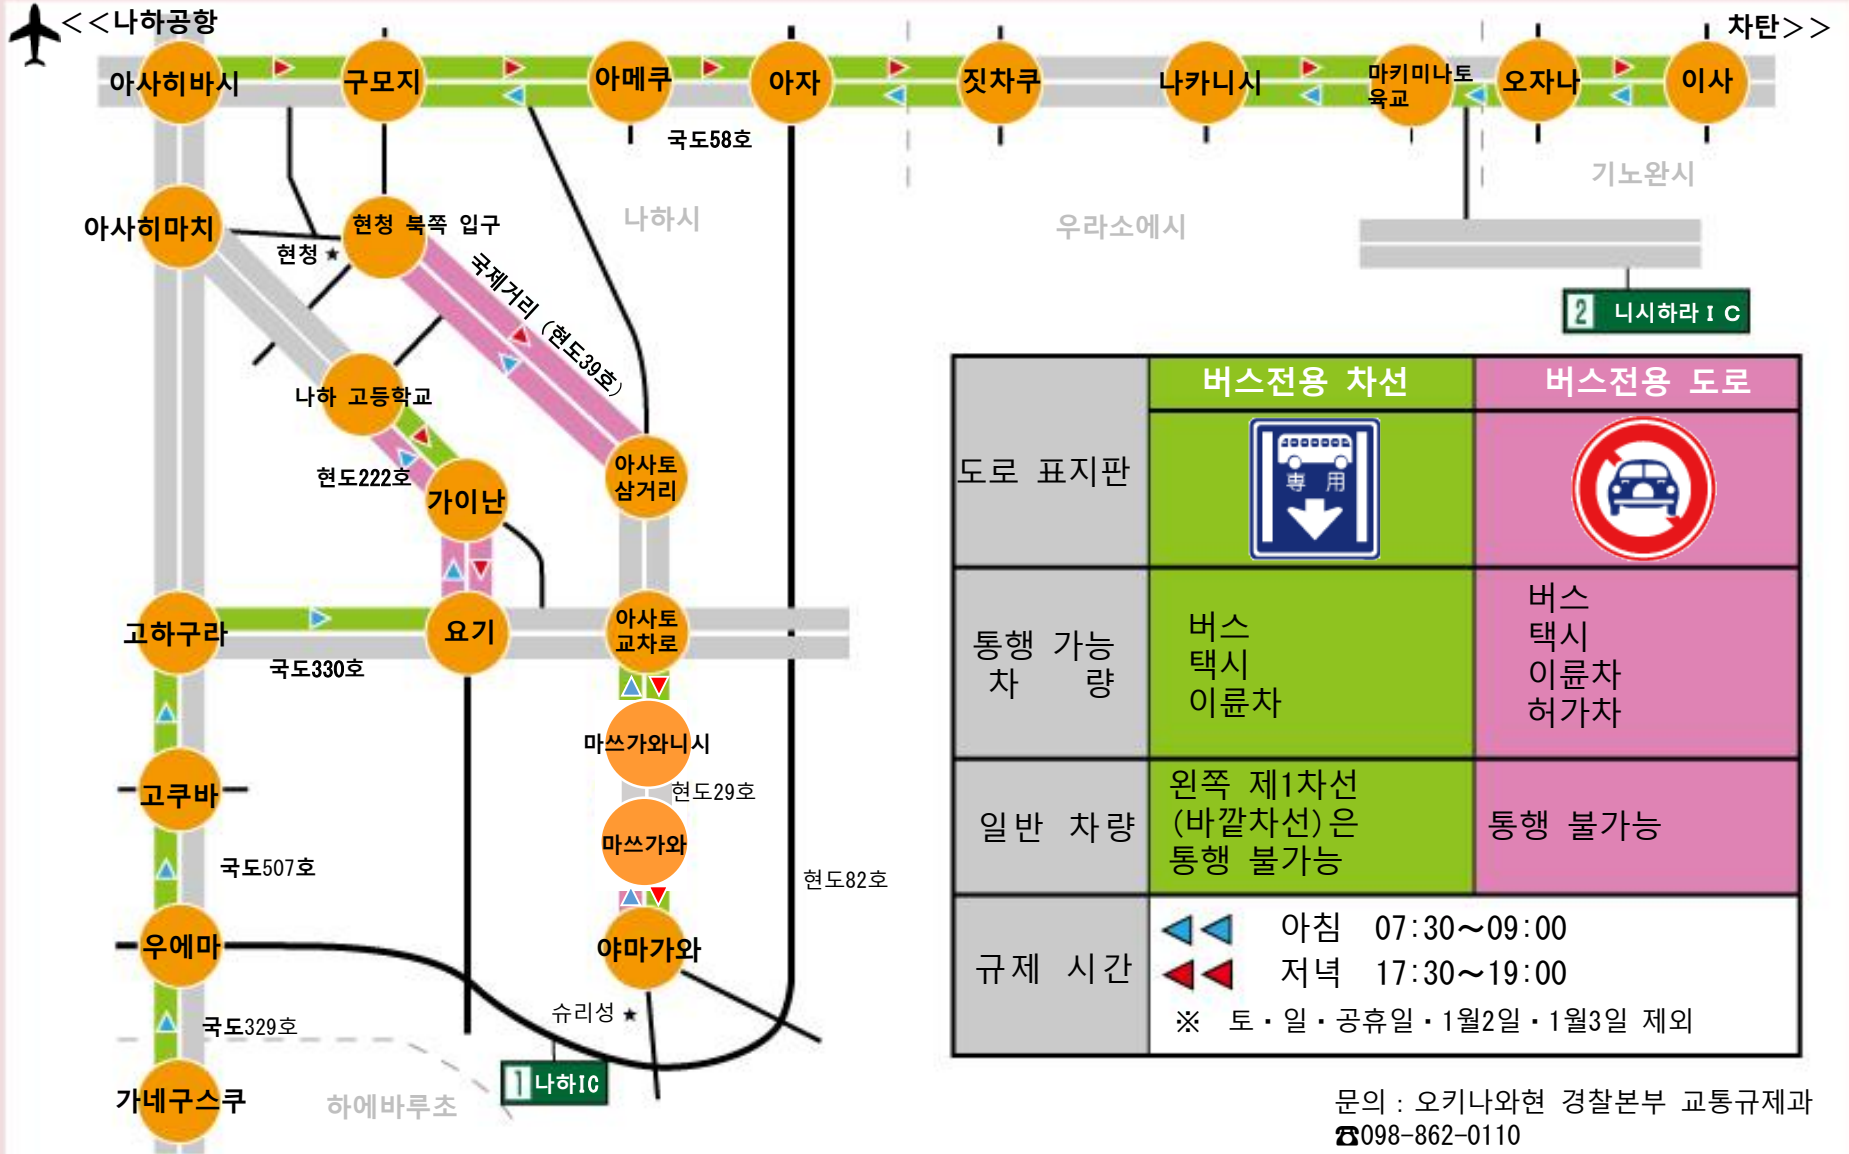 <<나하공항
차탄>>
아사히바시
구모지
아메쿠
아자
짓차쿠
나카니시
마키미나토
육교
오자나
이사
국도58호
기노완시
나하시
우라소에시
아사히마치
현청 북쪽 입구
현청 ★
국제거리 (현도39호)
2 니시하라 I C
나하 고등학교
현도222호
가이난
아사토
삼거리
고하구라
요기
아사토
교차로
국도330호
마쓰가와니시
현도29호
고쿠바
마쓰가와
국도507호
현도82호
우에마
야마가와
슈리성 ★
국도329호
1 나하IC
가네구스쿠
하에바루초
버스전용 차선
버스전용 도로
도로 표지판
専 用
통행 가능
차 량
버스
택시
이륜차
버스
택시
이륜차
허가차
일반 차량
왼쪽 제1차선
(바깥차선)은
통행 불가능
통행 불가능
규제 시간
아침 07:30~09:00
저녁 17:30~19:00
※ 토・일・공휴일・1월2일・1월3일 제외
문의 : 오키나와현 경찰본부 교통규제과
☎098-862-0110